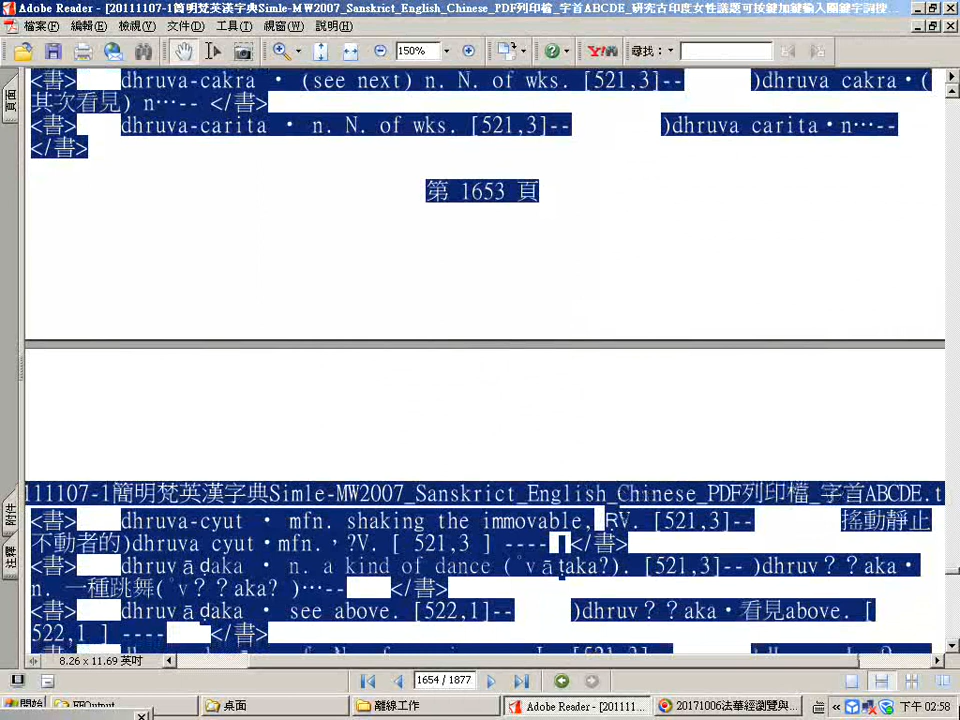 Adobe Reader - [20111107-1簡明梵英漢字典Simle-MW2007_Sanskrict_English_Chinese_PDF列印檔_字首ABCDE_研究古印度女性議題可按鍵加鍵輸入關鍵字詞搜...
檔案(F) 編輯(E) 檢視(V) 文件(D) 工具(T) 視窗(W) 說明(H)
150% Y! 尋找：
頁面
<書> dhruva-cakra • (see next) n. N. of wks. [521,3]-- )dhruva cakra•(
其次看見) n…-- </書>
<書> dhruva-carita • n. N. of wks. [521,3]-- )dhruva carita•n…--
</書>
第 1653 頁
附件
注釋
111107-1簡明梵英漢字典Simle-MW2007_Sanskrict_English_Chinese_PDF列印檔_字首ABCDE.t
<書> dhruva-cyut • mfn. shaking the immovable, RV. [521,3]-- 搖動靜止
不動者的)dhruva cyut•mfn.，?V. [ 521,3 ] ---- </書>
<書> dhruvāḍaka • n. a kind of dance (°vāṭaka?). [521,3]-- )dhruv？？aka•
n. 一種跳舞(°v？？aka? )…-- </書>
<書> dhruvāḍaka • see above. [522,1]-- )dhruv？？aka•看見above. [
522,1 ] ---- </書>
8.26 x 11.69 英吋
1654 / 1877
開始 FFOutput 桌面 離線工作 Adobe Reader - [2011... 20171006法華經瀏覽與... 下午 02:58